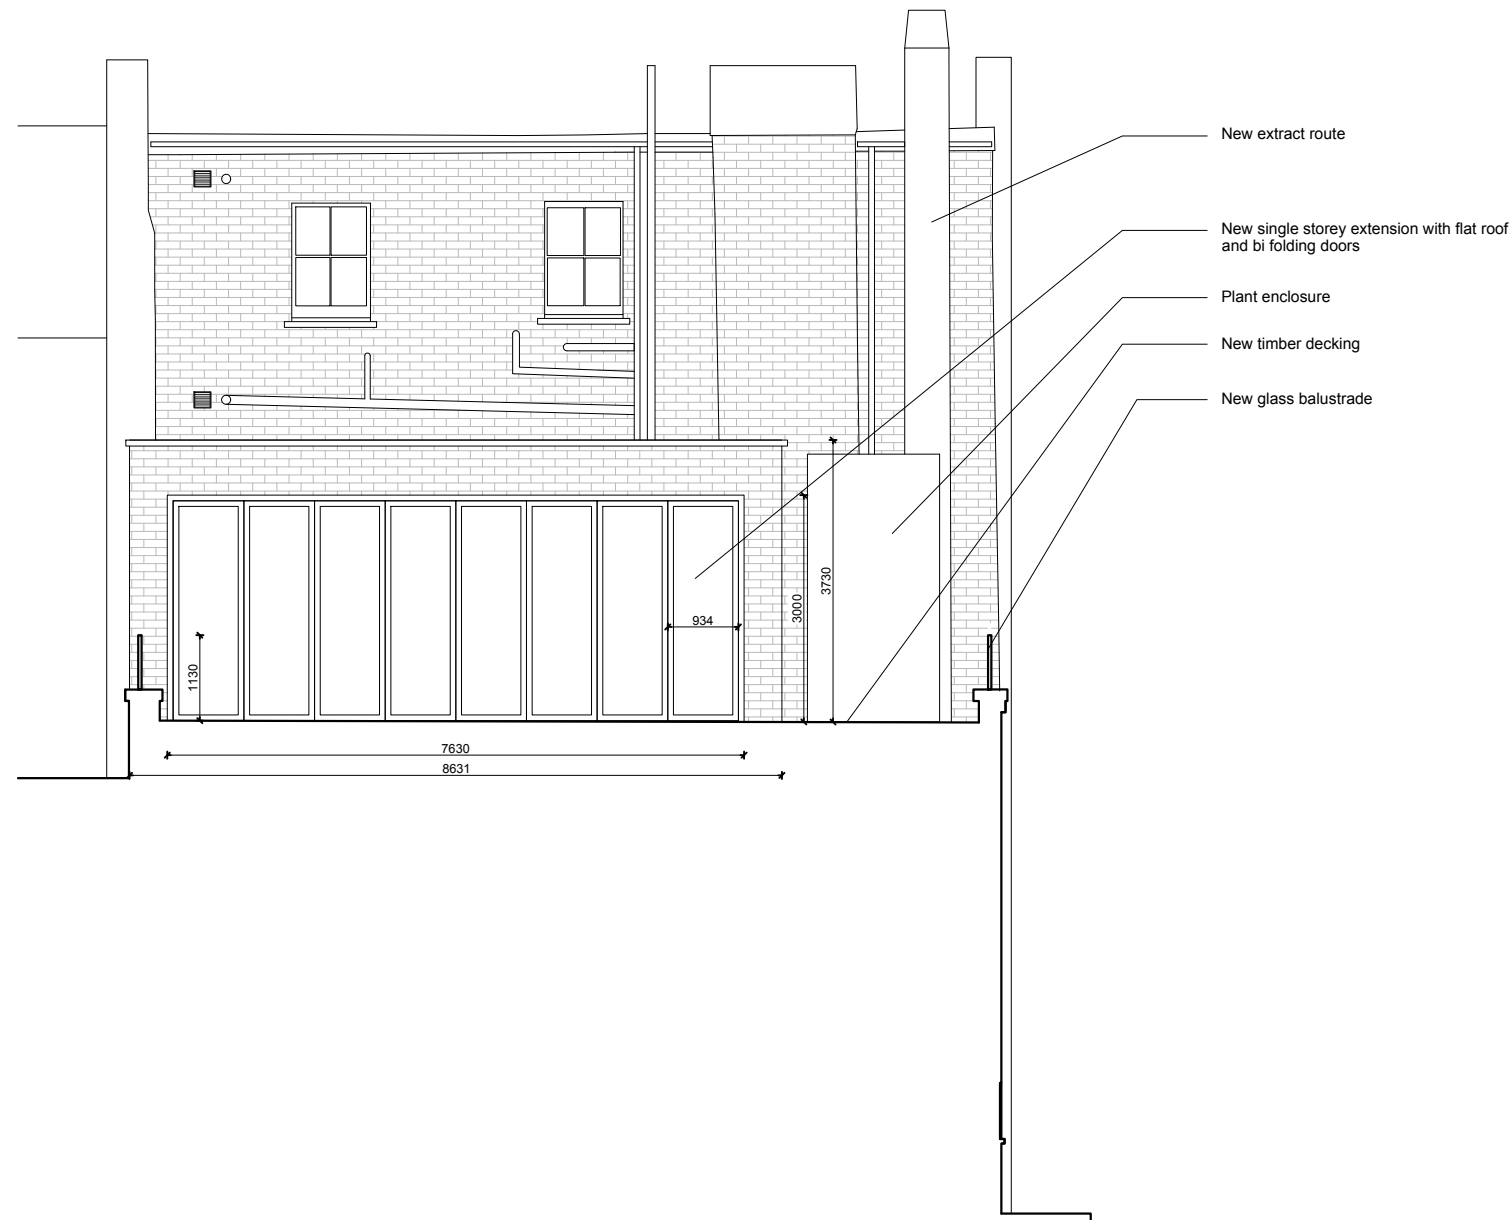 New extract route
New single storey extension with flat roof
and bi folding doors
Plant enclosure
New timber decking
New glass balustrade
3730
3000
934
1130
7630
8631